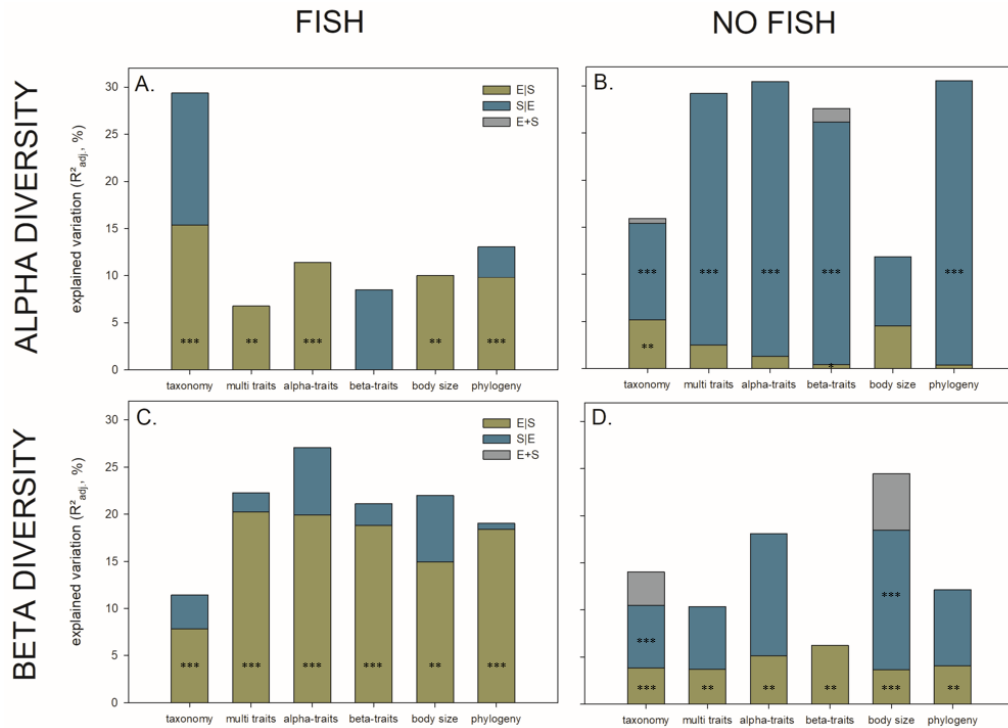 FISH
NO FISH
ALPHA DIVERSITY
BETA DIVERSITY
A.
explained variation (R²adj., %)
30
25
20
15
10
5
0
E|S
S|E
E+S
***
**
***
**
***
taxonomy multi traits alpha-traits beta-traits body size phylogeny
B.
*** *** *** *** ***
**
*
taxonomy multi traits alpha-traits beta-traits body size phylogeny
C.
explained variation (R²adj., %)
30
25
20
15
10
5
0
E|S
S|E
E+S
*** *** *** *** ** ***
taxonomy multi traits alpha-traits beta-traits body size phylogeny
D.
***
***
*** ** ** ** *** **
taxonomy multi traits alpha-traits beta-traits body size phylogeny